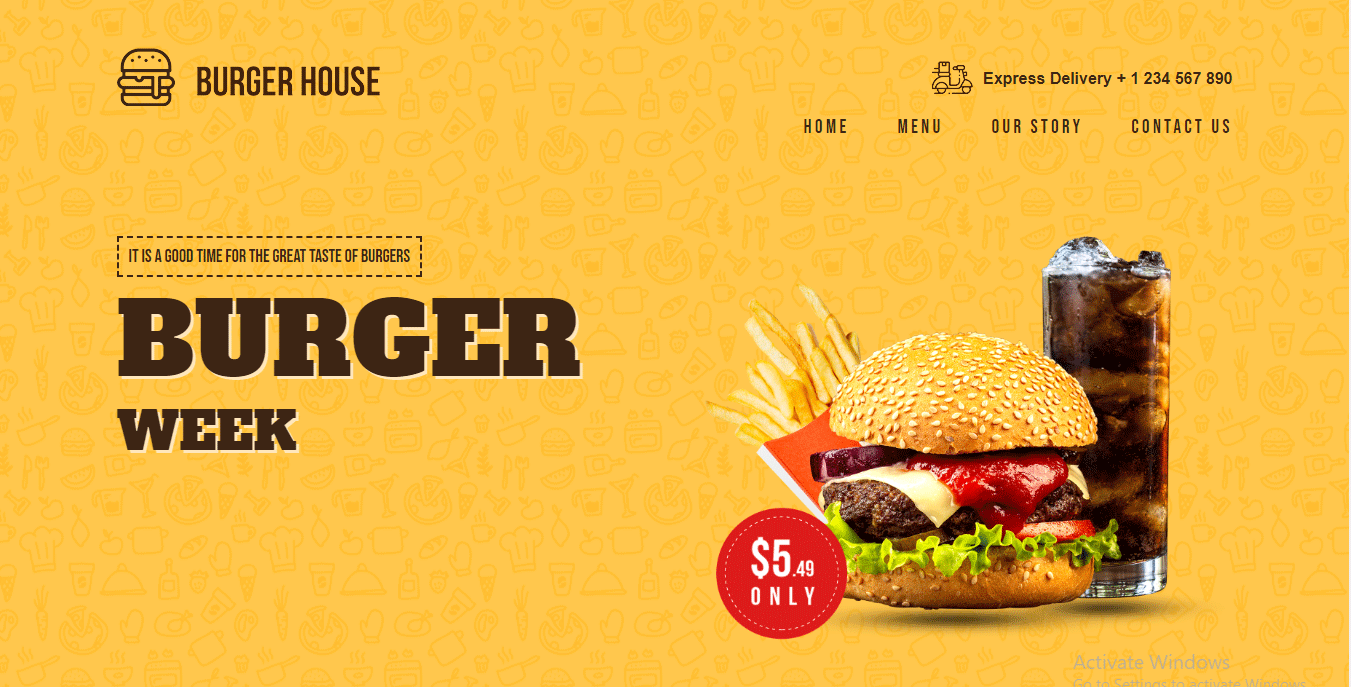 BURGER HOUSE
Express Delivery + 1 234 567 890
HOME MENU OUR STORY CONTACT US
IT IS A GOOD TIME FOR THE GREAT TASTE OF BURGERS
BURGER
WEEK
$5.49
ONLY
Activate Windows
Go to Settings to activate Windows.